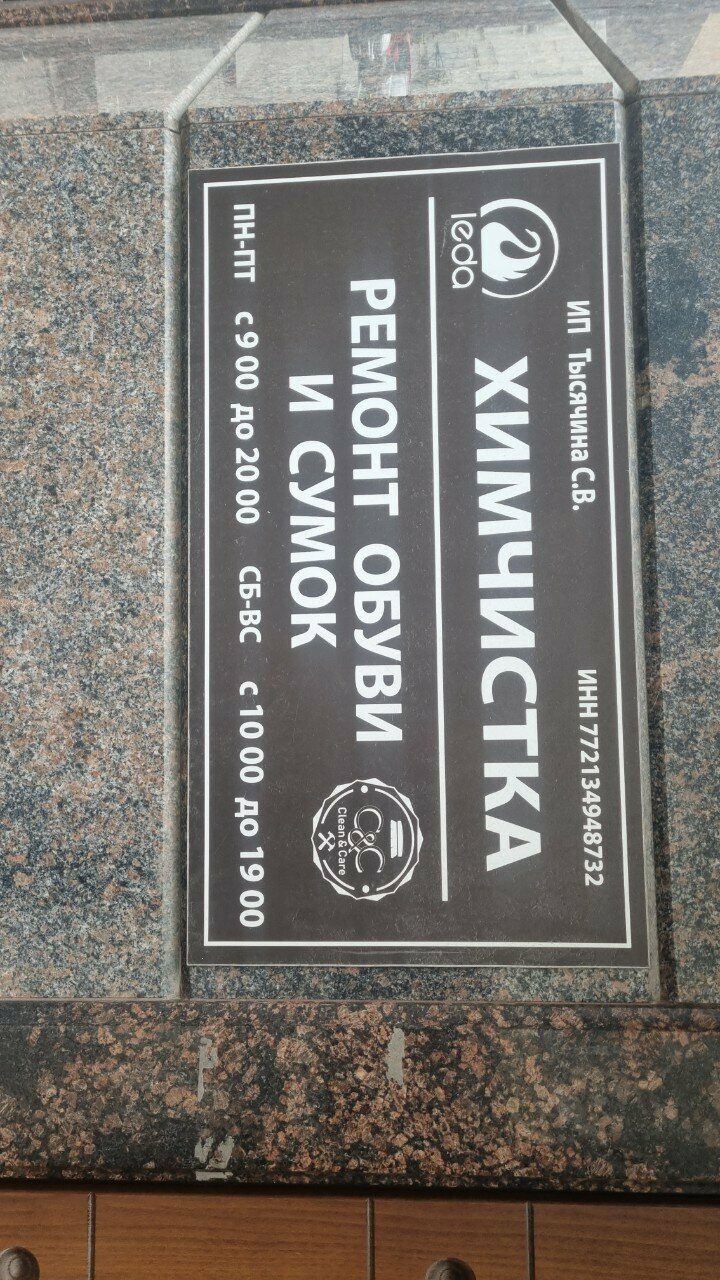 ИП Тысячина С.В. ИНН 772134948732
leda
ХИМЧИСТКА
РЕМОНТ ОБУВИ
И СУМОК
C&C
Clean & Care
ПН-ПТ с 9 00 до 20 00 СБ-ВС с 10 00 до 19 00